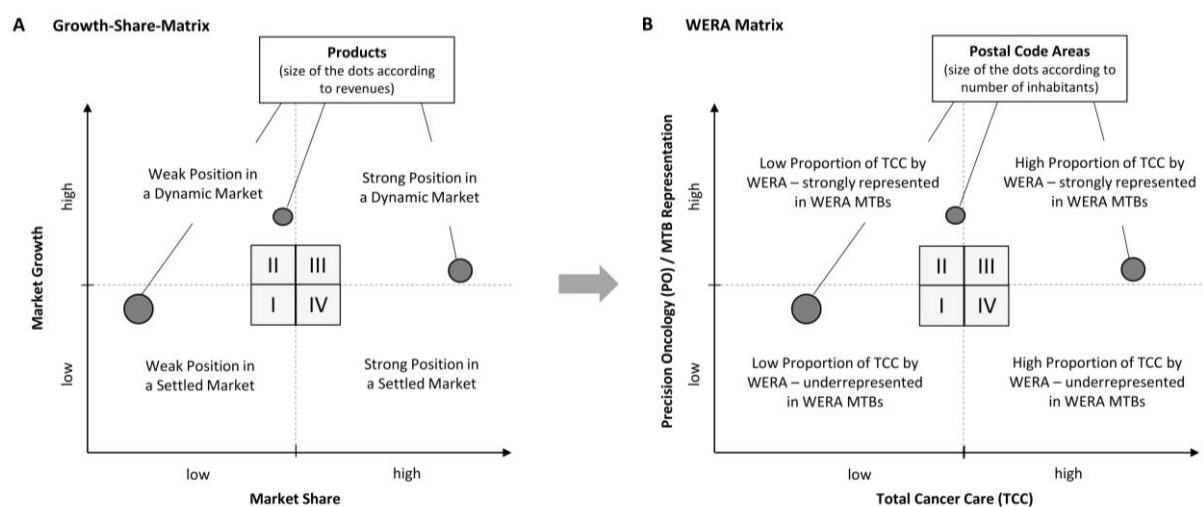 A Growth-Share-Matrix
Products
(size of the dots according
to revenues)
Weak Position in
a Dynamic Market
Strong Position in
a Dynamic Market
high
Market Growth
low
II III
I IV
Weak Position in
a Settled Market
Strong Position in
a Settled Market
low high
Market Share
B WERA Matrix
Postal Code Areas
(size of the dots according to
number of inhabitants)
Low Proportion of TCC by
WERA – strongly represented
in WERA MTBs
High Proportion of TCC by
WERA – strongly represented
in WERA MTBs
high
Precision Oncology (PO) / MTB Representation
low
II III
I IV
Low Proportion of TCC by
WERA – underrepresented
in WERA MTBs
High Proportion of TCC by
WERA – underrepresented
in WERA MTBs
low high
Total Cancer Care (TCC)